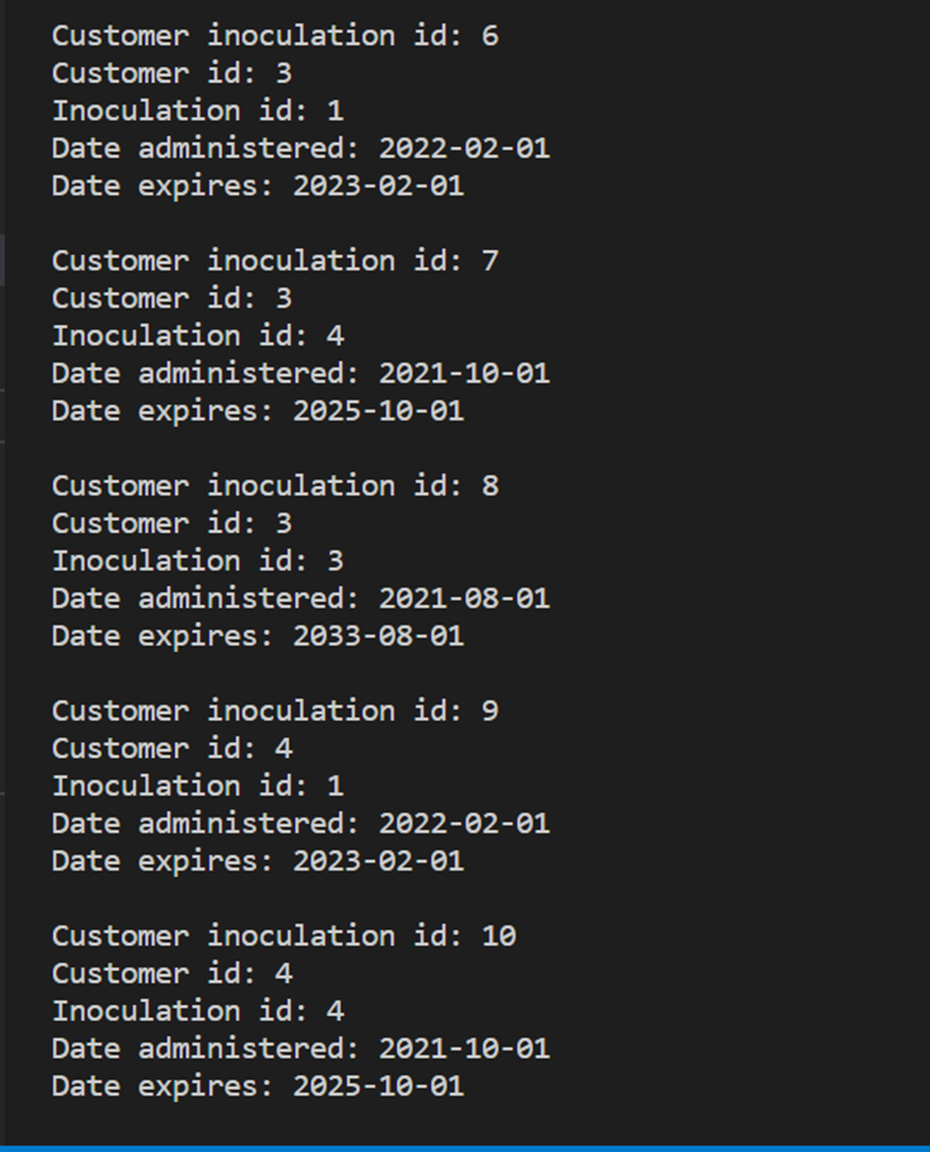 Customer inoculation id: 6
Customer id: 3
Inoculation id: 1
Date administered: 2022-02-01
Date expires: 2023-02-01
Customer inoculation id: 7
Customer id: 3
Inoculation id: 4
Date administered: 2021-10-01
Date expires: 2025-10-01
Customer inoculation id: 8
Customer id: 3
Inoculation id: 3
Date administered: 2021-08-01
Date expires: 2033-08-01
Customer inoculation id: 9
Customer id: 4
Inoculation id: 1
Date administered: 2022-02-01
Date expires: 2023-02-01
Customer inoculation id: 10
Customer id: 4
Inoculation id: 4
Date administered: 2021-10-01
Date expires: 2025-10-01